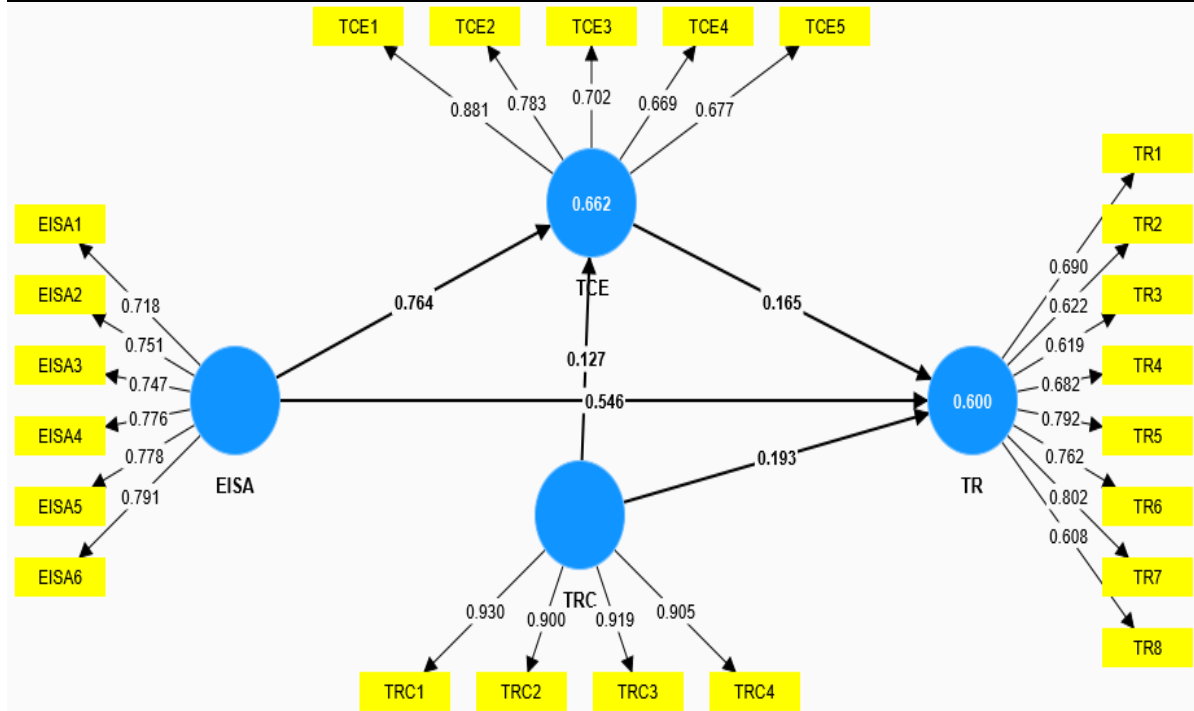 TCE1 TCE2 TCE3 TCE4 TCE5
0.881 0.783 0.702 0.669 0.677
0.662
TCE
EISA1
EISA2
EISA3
EISA4
EISA5
EISA6
0.718
0.751
0.747
0.776
0.778
0.791
EISA
0.764
0.165
0.127
0.546
0.193
TR1
TR2
TR3
TR4
TR5
TR6
TR7
TR8
0.690
0.622
0.619
0.682
0.792
0.762
0.802
0.608
0.600
TR
TRC
0.930 0.900 0.919 0.905
TRC1 TRC2 TRC3 TRC4